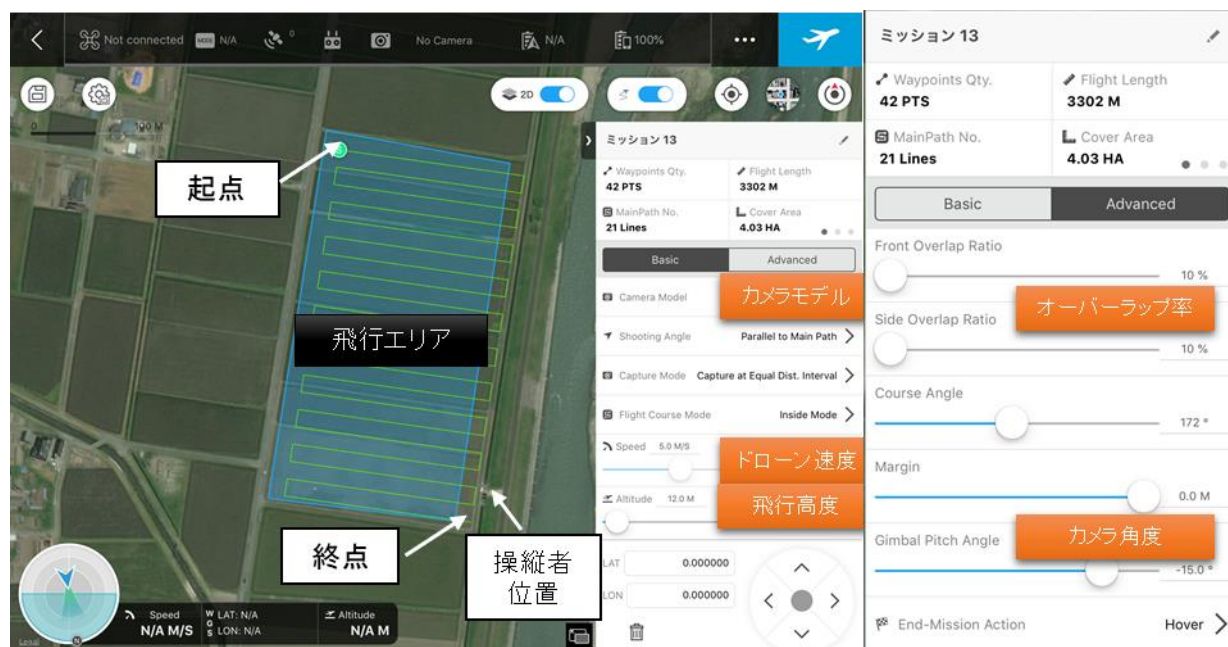 Not connected
MODE N/A
0
No Camera
N/A
100%
2D
0 100 M
起点
飛行エリア
終点
操縦者
位置
Speed
N/A M/S
W LAT: N/A
G
S LON: N/A
Altitude
N/A M
Legal
N
ミッション 13
Waypoints Qty.
42 PTS
Flight Length
3302 M
MainPath No.
21 Lines
Cover Area
4.03 HA
Basic
Advanced
Camera Model
カメラモデル
Shooting Angle
Parallel to Main Path
Capture Mode
Capture at Equal Dist. Interval
Flight Course Mode
Inside Mode
Speed 5.0 M/S
ドローン速度
Altitude 12.0 M
飛行高度
LAT 0.000000
LON 0.000000
ミッション 13
Waypoints Qty.
42 PTS
Flight Length
3302 M
MainPath No.
21 Lines
Cover Area
4.03 HA
Basic
Advanced
Front Overlap Ratio
10 %
オーバーラップ率
Side Overlap Ratio
10 %
Course Angle
172 °
Margin
0.0 M
カメラ角度
Gimbal Pitch Angle
-15.0 °
End-Mission Action
Hover